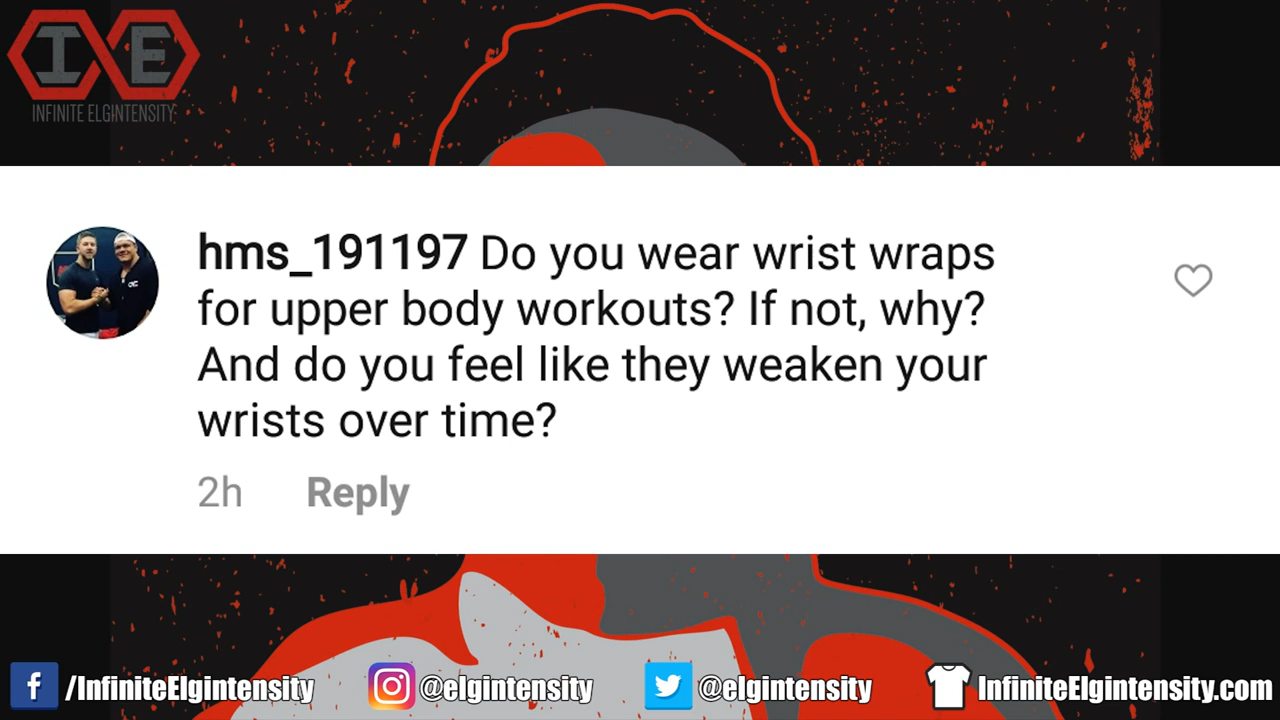 IE
INFINITE ELGINTENSITY
hms_191197 Do you wear wrist wraps
for upper body workouts? If not, why?
And do you feel like they weaken your
wrists over time?
2h Reply
f /InfiniteElgintensity @elgintensity @elgintensity InfiniteElgintensity.com